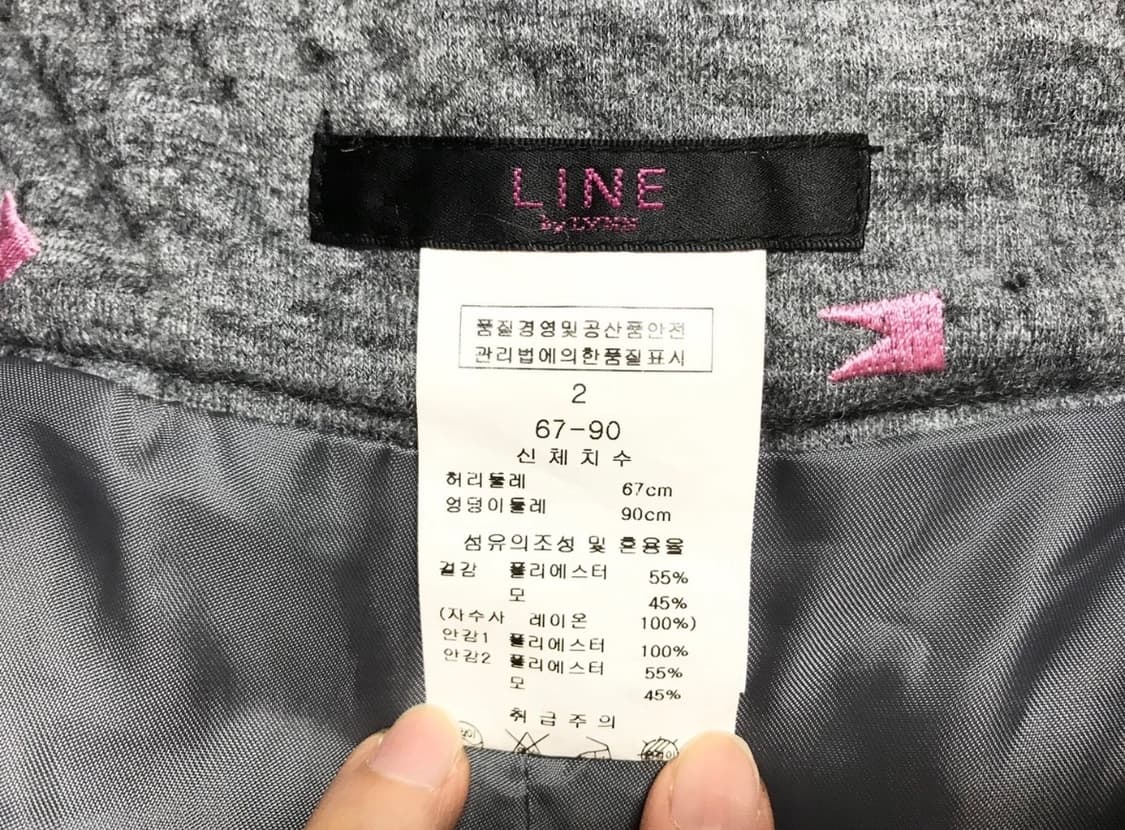 LINE
by LYNN
품질경영및공산품안전
관리법에의한품질표시
2
67-90
신 체 치 수
허리둘레 67cm
엉덩이둘레 90cm
섬유의조성 및 혼용율
겉감 폴리에스터 55%
모 45%
(자수사 레이온 100%)
안감1 폴리에스터 100%
안감2 폴리에스터 55%
모 45%
취 급 주 의